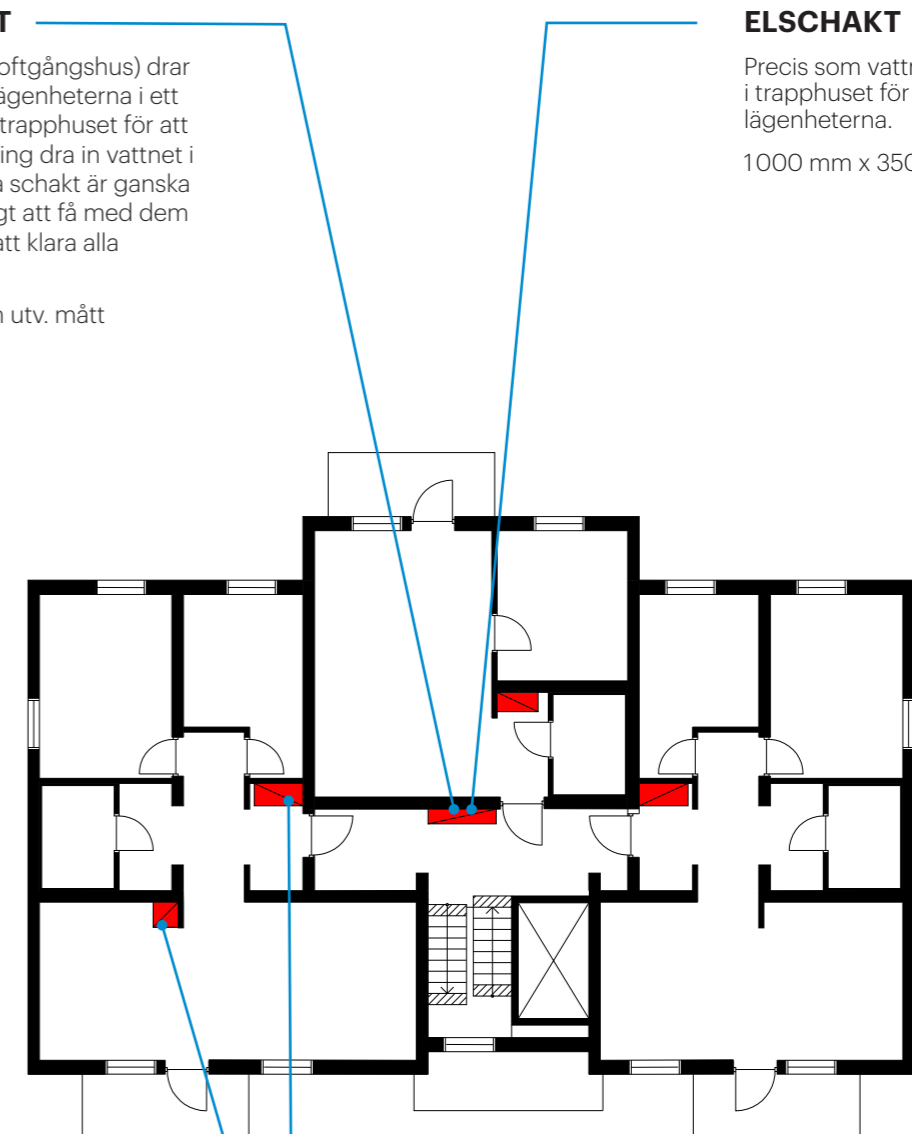 T
oftgångshus) drar
ägenheterna i ett
trapphuset för att
ing dra in vattnet i
a schakt är ganska
gt att få med dem
att klara alla
utv. mått
ELSCHAKT
Precis som vattn
i trapphuset för
lägenheterna.
1000 mm x 350